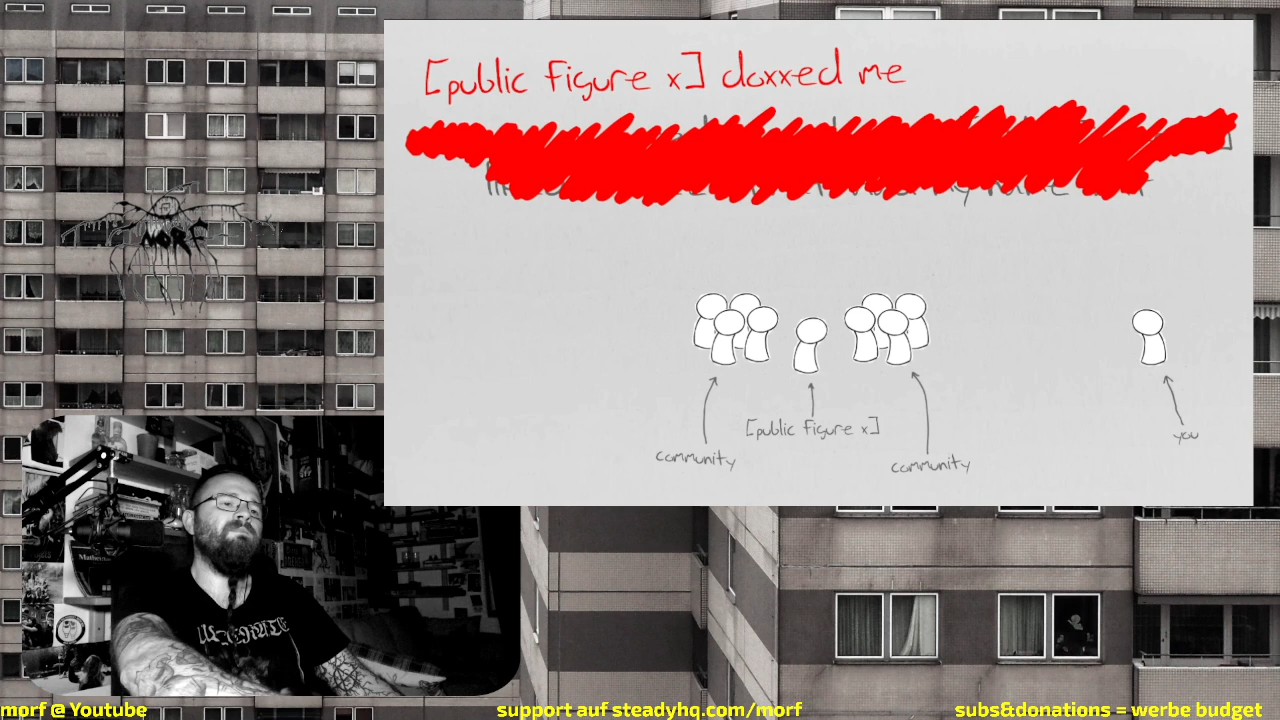 [public figure x] doxxed me
MORF
[public figure x]
community
community
you
morf @ Youtube
support auf steadyhq.com/morf
subs&donations = werbe budget